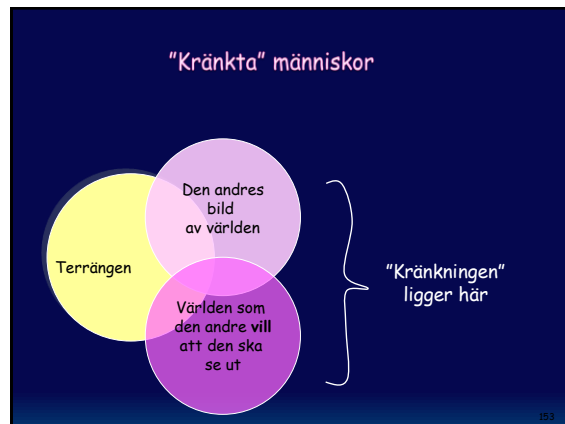 ”Kränkta” människor
Den andres
bild
av världen
Terrängen
Världen som
den andre vill
att den ska
se ut
”Kränkningen”
ligger här
153